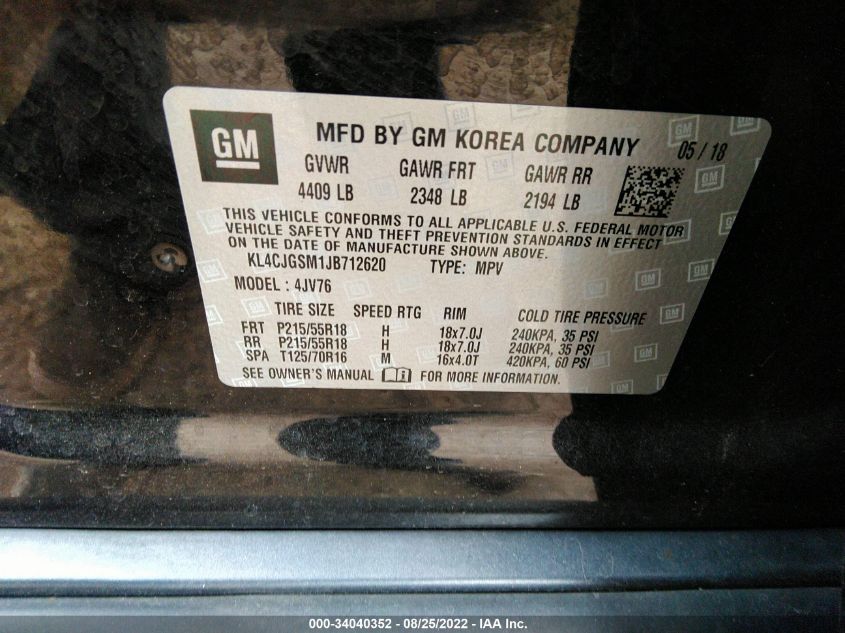 GM MFD BY GM KOREA COMPANY 05/18
GVWR GAWR FRT GAWR RR
4409 LB 2348 LB 2194 LB
THIS VEHICLE CONFORMS TO ALL APPLICABLE U.S. FEDERAL MOTOR
VEHICLE SAFETY AND THEFT PREVENTION STANDARDS IN EFFECT
ON THE DATE OF MANUFACTURE SHOWN ABOVE.
KL4CJGSM1JB712620 TYPE: MPV
MODEL : 4JV76
TIRE SIZE SPEED RTG RIM COLD TIRE PRESSURE
FRT P215/55R18 H 18x7.0J 240KPA, 35 PSI
RR P215/55R18 H 18x7.0J 240KPA, 35 PSI
SPA T125/70R16 M 16x4.0T 420KPA, 60 PSI
SEE OWNER'S MANUAL FOR MORE INFORMATION.
000-34040352 - 08/25/2022 - IAA Inc.